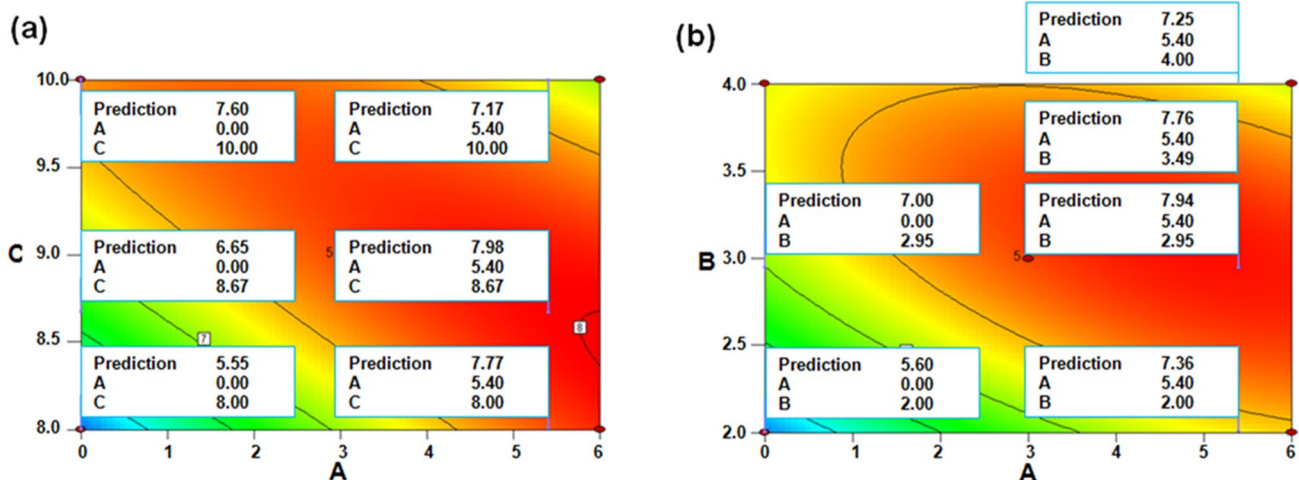 (a)
10.0
9.5
9.0
8.5
8.0
C
Prediction 7.60
A 0.00
C 10.00
Prediction 7.17
A 5.40
C 10.00
Prediction 6.65
A 0.00
C 8.67
5
Prediction 7.98
A 5.40
C 8.67
7
8
Prediction 5.55
A 0.00
C 8.00
Prediction 7.77
A 5.40
C 8.00
0 1 2 3 4 5 6
A
(b)
Prediction 7.25
A 5.40
B 4.00
4.0
3.5
3.0
2.5
2.0
B
Prediction 7.76
A 5.40
B 3.49
Prediction 7.00
A 0.00
B 2.95
Prediction 7.94
A 5.40
B 2.95
5
Prediction 5.60
A 0.00
B 2.00
Prediction 7.36
A 5.40
B 2.00
0 1 2 3 4 5 6
A